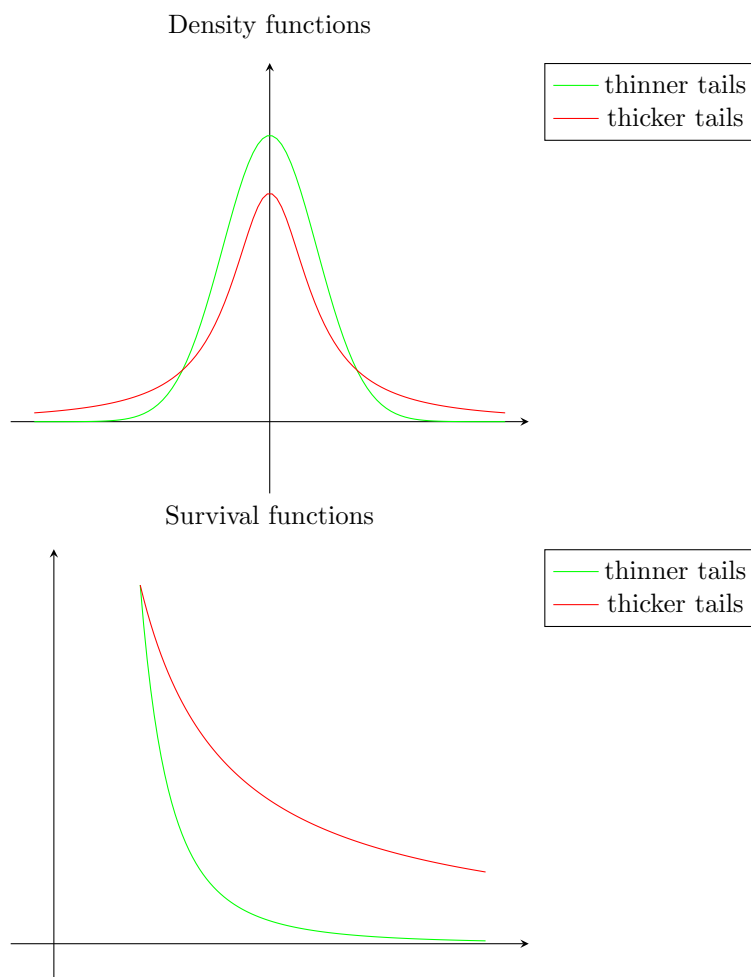 Density functions
thinner tails
thicker tails
Survival functions
thinner tails
thicker tails